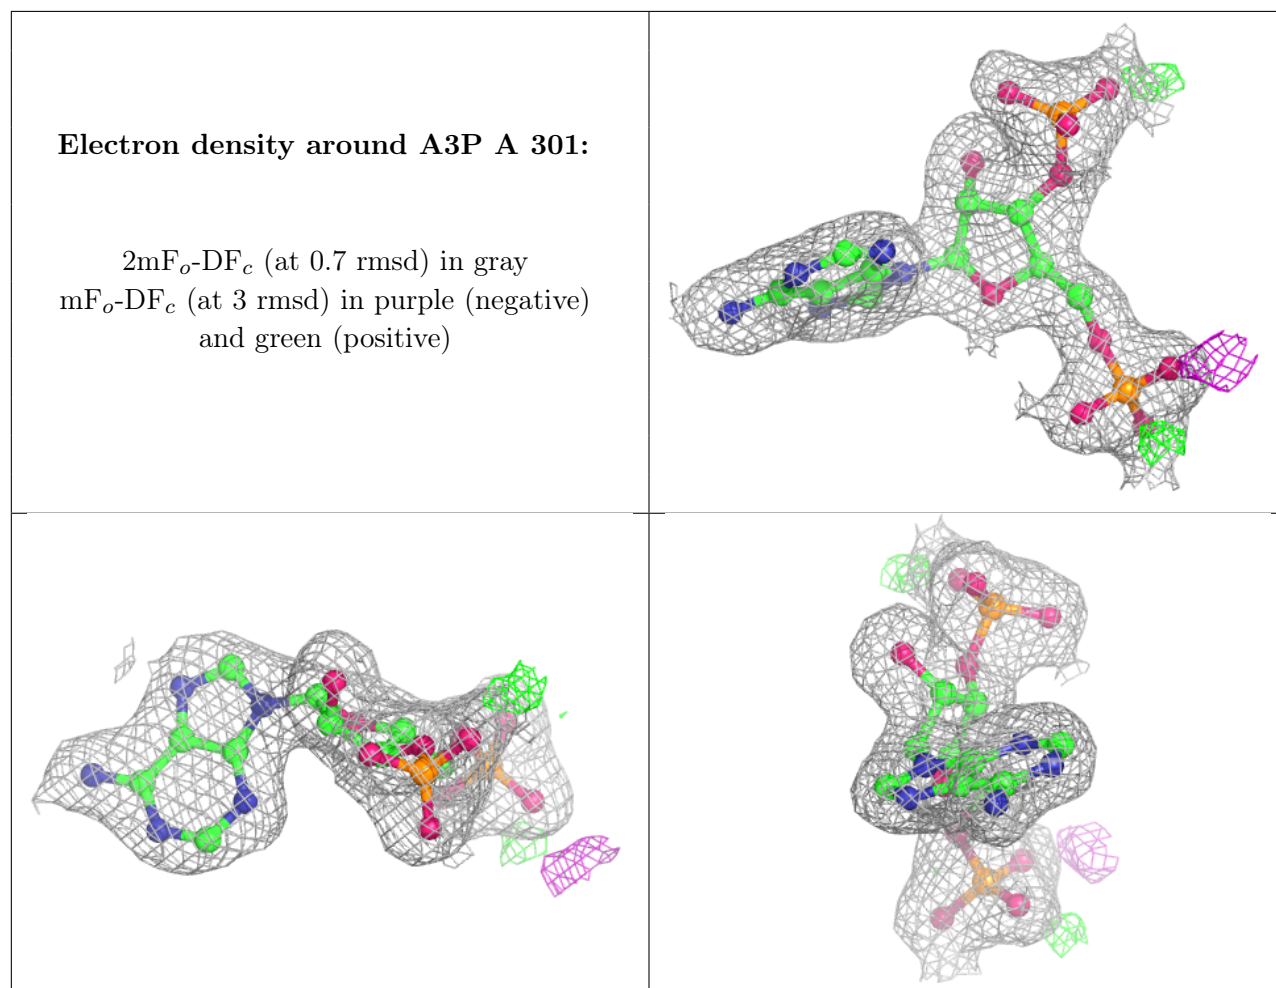 Electron density around A3P A 301:
2mFₒ-DF𝒸 (at 0.7 rmsd) in gray
mFₒ-DF𝒸 (at 3 rmsd) in purple (negative)
and green (positive)